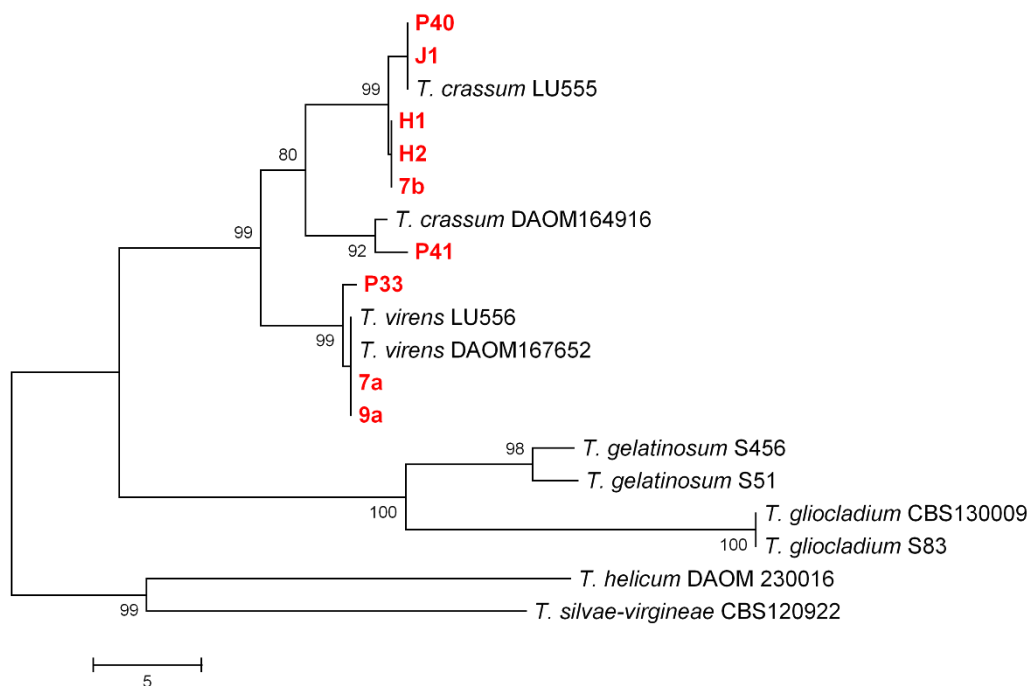 P40
J1
99
T. crassum LU555
H1
80
H2
7b
99
T. crassum DAOM164916
92
P41
P33
T. virens LU556
99
T. virens DAOM167652
7a
9a
98
T. gelatinosum S456
T. gelatinosum S51
100
T. gliocladium CBS130009
100
T. gliocladium S83
T. helicum DAOM 230016
99
T. silvae-virgineae CBS120922
5